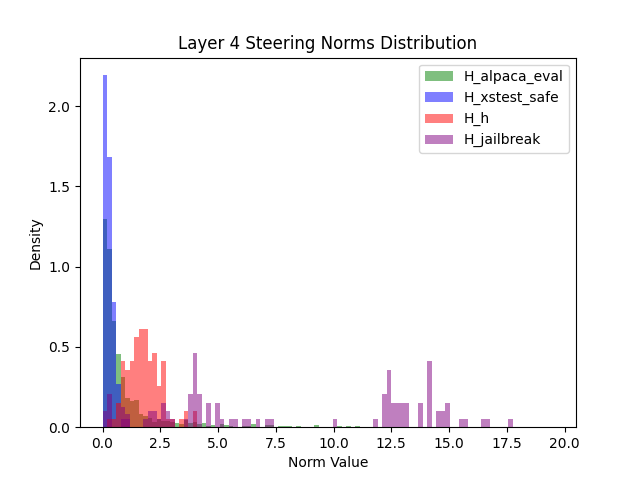 Layer 4 Steering Norms Distribution
H_alpaca_eval
H_xstest_safe
H_h
H_jailbreak
Density
2.0
1.5
1.0
0.5
0.0
0.0 2.5 5.0 7.5 10.0 12.5 15.0 17.5 20.0
Norm Value